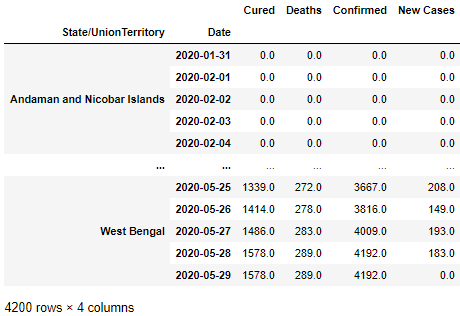 Cured Deaths Confirmed New Cases
State/UnionTerritory Date
2020-01-31 0.0 0.0 0.0 0.0
2020-02-01 0.0 0.0 0.0 0.0
Andaman and Nicobar Islands 2020-02-02 0.0 0.0 0.0 0.0
2020-02-03 0.0 0.0 0.0 0.0
2020-02-04 0.0 0.0 0.0 0.0
... ... ... ... ... ...
2020-05-25 1339.0 272.0 3667.0 208.0
2020-05-26 1414.0 278.0 3816.0 149.0
West Bengal 2020-05-27 1486.0 283.0 4009.0 193.0
2020-05-28 1578.0 289.0 4192.0 183.0
2020-05-29 1578.0 289.0 4192.0 0.0
4200 rows × 4 columns